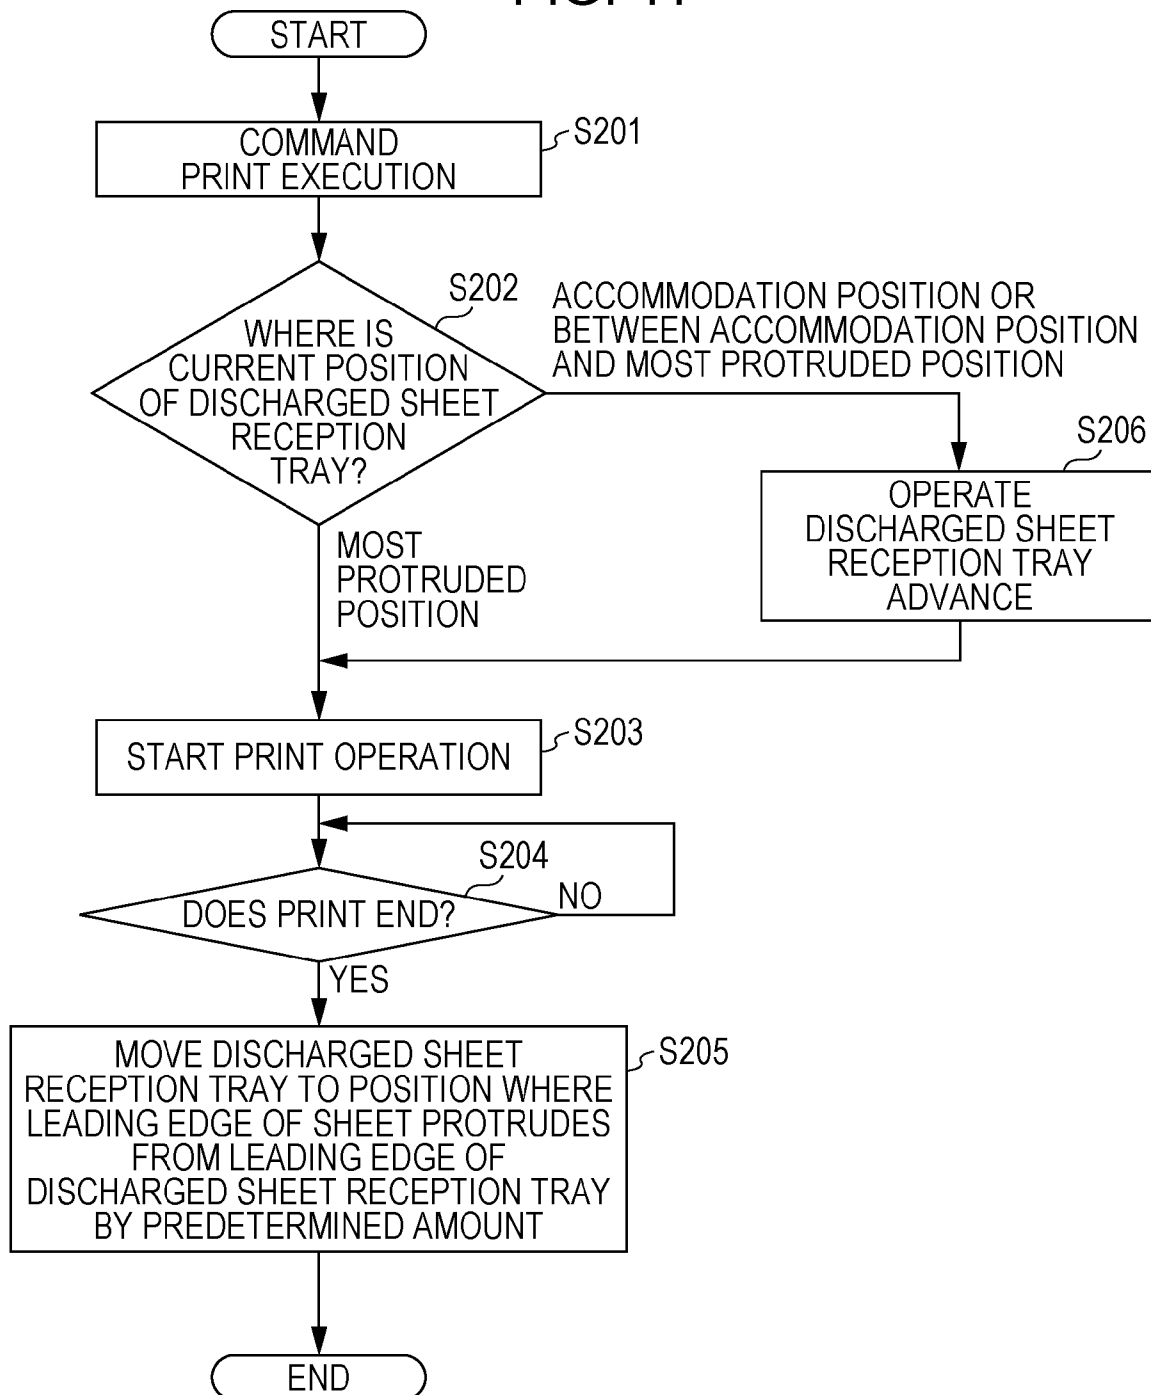 START
COMMAND
PRINT EXECUTION
S201
S202
WHERE IS
CURRENT POSITION
OF DISCHARGED SHEET
RECEPTION
TRAY?
ACCOMMODATION POSITION OR
BETWEEN ACCOMMODATION POSITION
AND MOST PROTRUDED POSITION
S206
OPERATE
DISCHARGED SHEET
RECEPTION TRAY
ADVANCE
MOST
PROTRUDED
POSITION
START PRINT OPERATION
S203
S204
DOES PRINT END?
NO
YES
MOVE DISCHARGED SHEET
RECEPTION TRAY TO POSITION WHERE
LEADING EDGE OF SHEET PROTRUDES
FROM LEADING EDGE OF
DISCHARGED SHEET RECEPTION TRAY
BY PREDETERMINED AMOUNT
S205
END